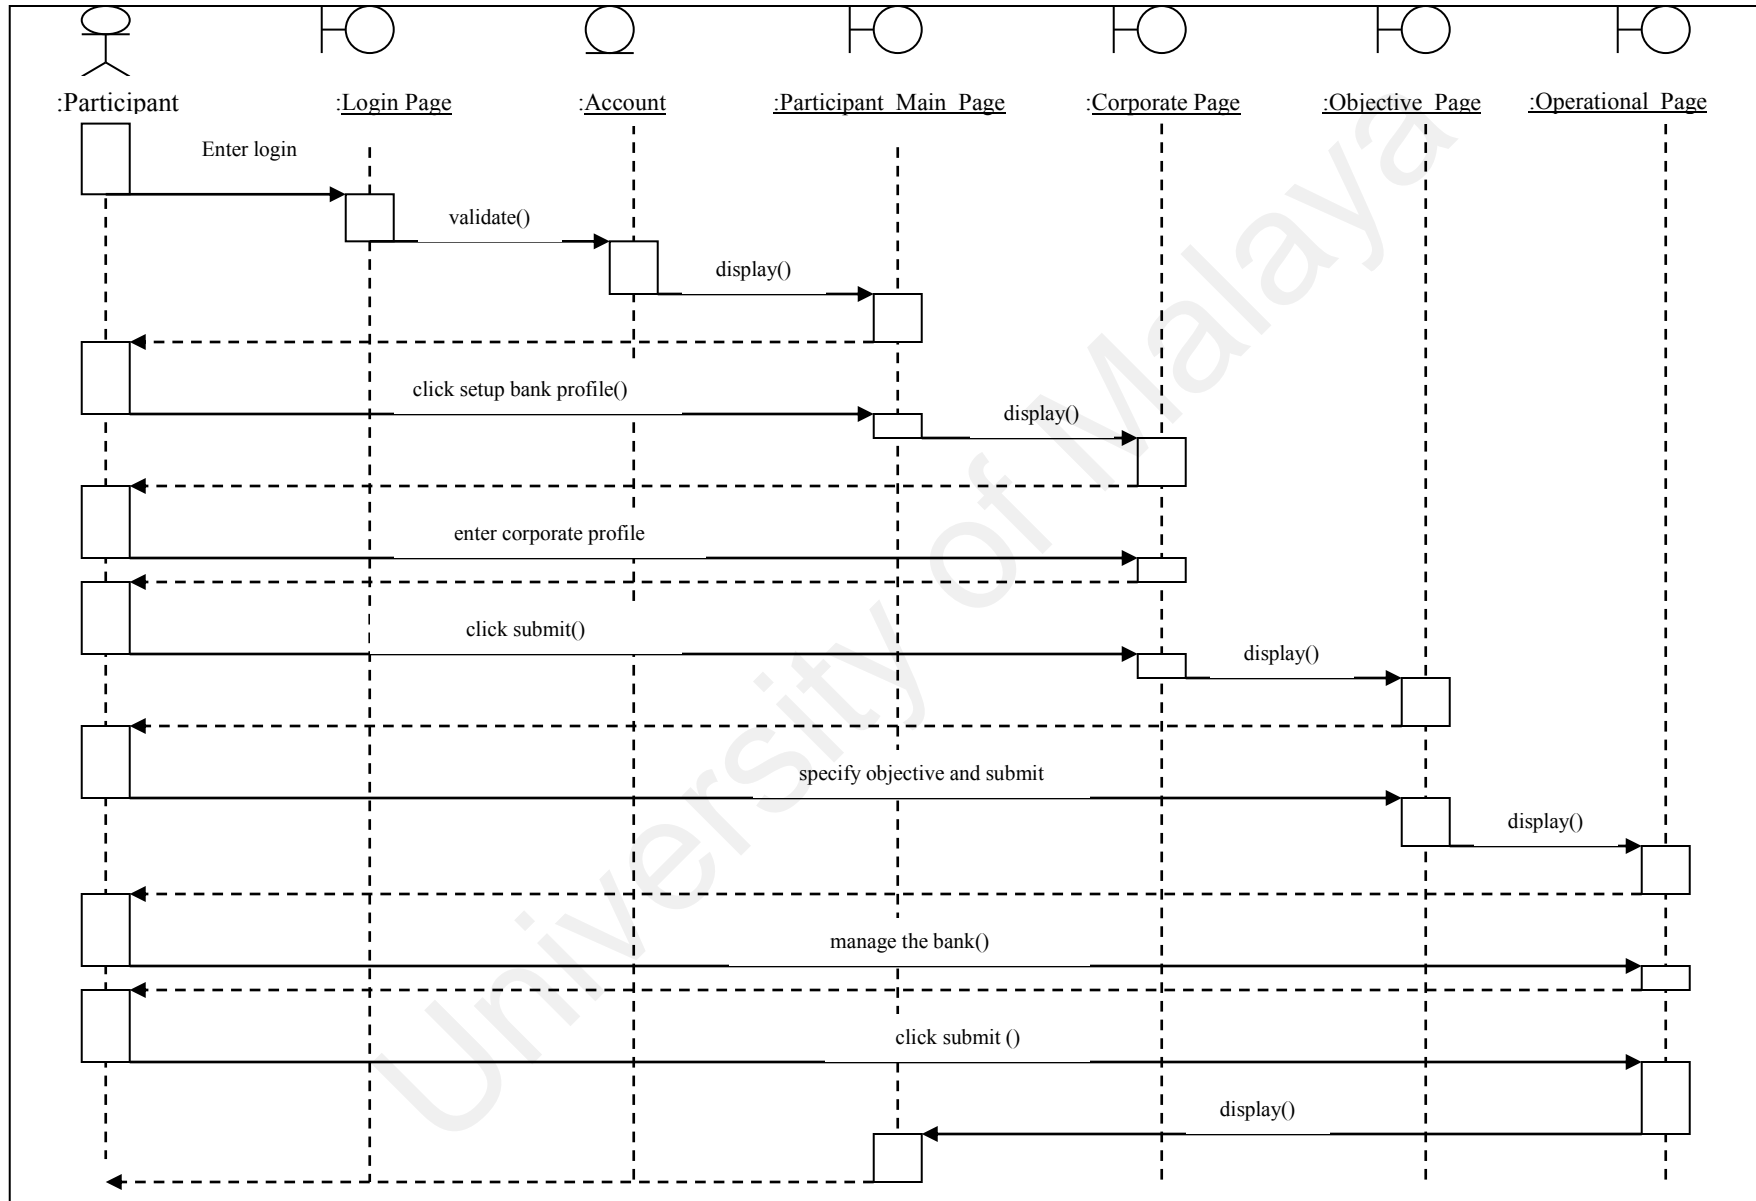 :Participant
:Login Page
:Account
:Participant_Main_Page
:Corporate Page
:Objective_Page
:Operational_Page
Enter login
validate()
display()
click setup bank profile()
display()
enter corporate profile
click submit()
display()
specify objective and submit
display()
manage the bank()
click submit ()
display()
University of Malaya